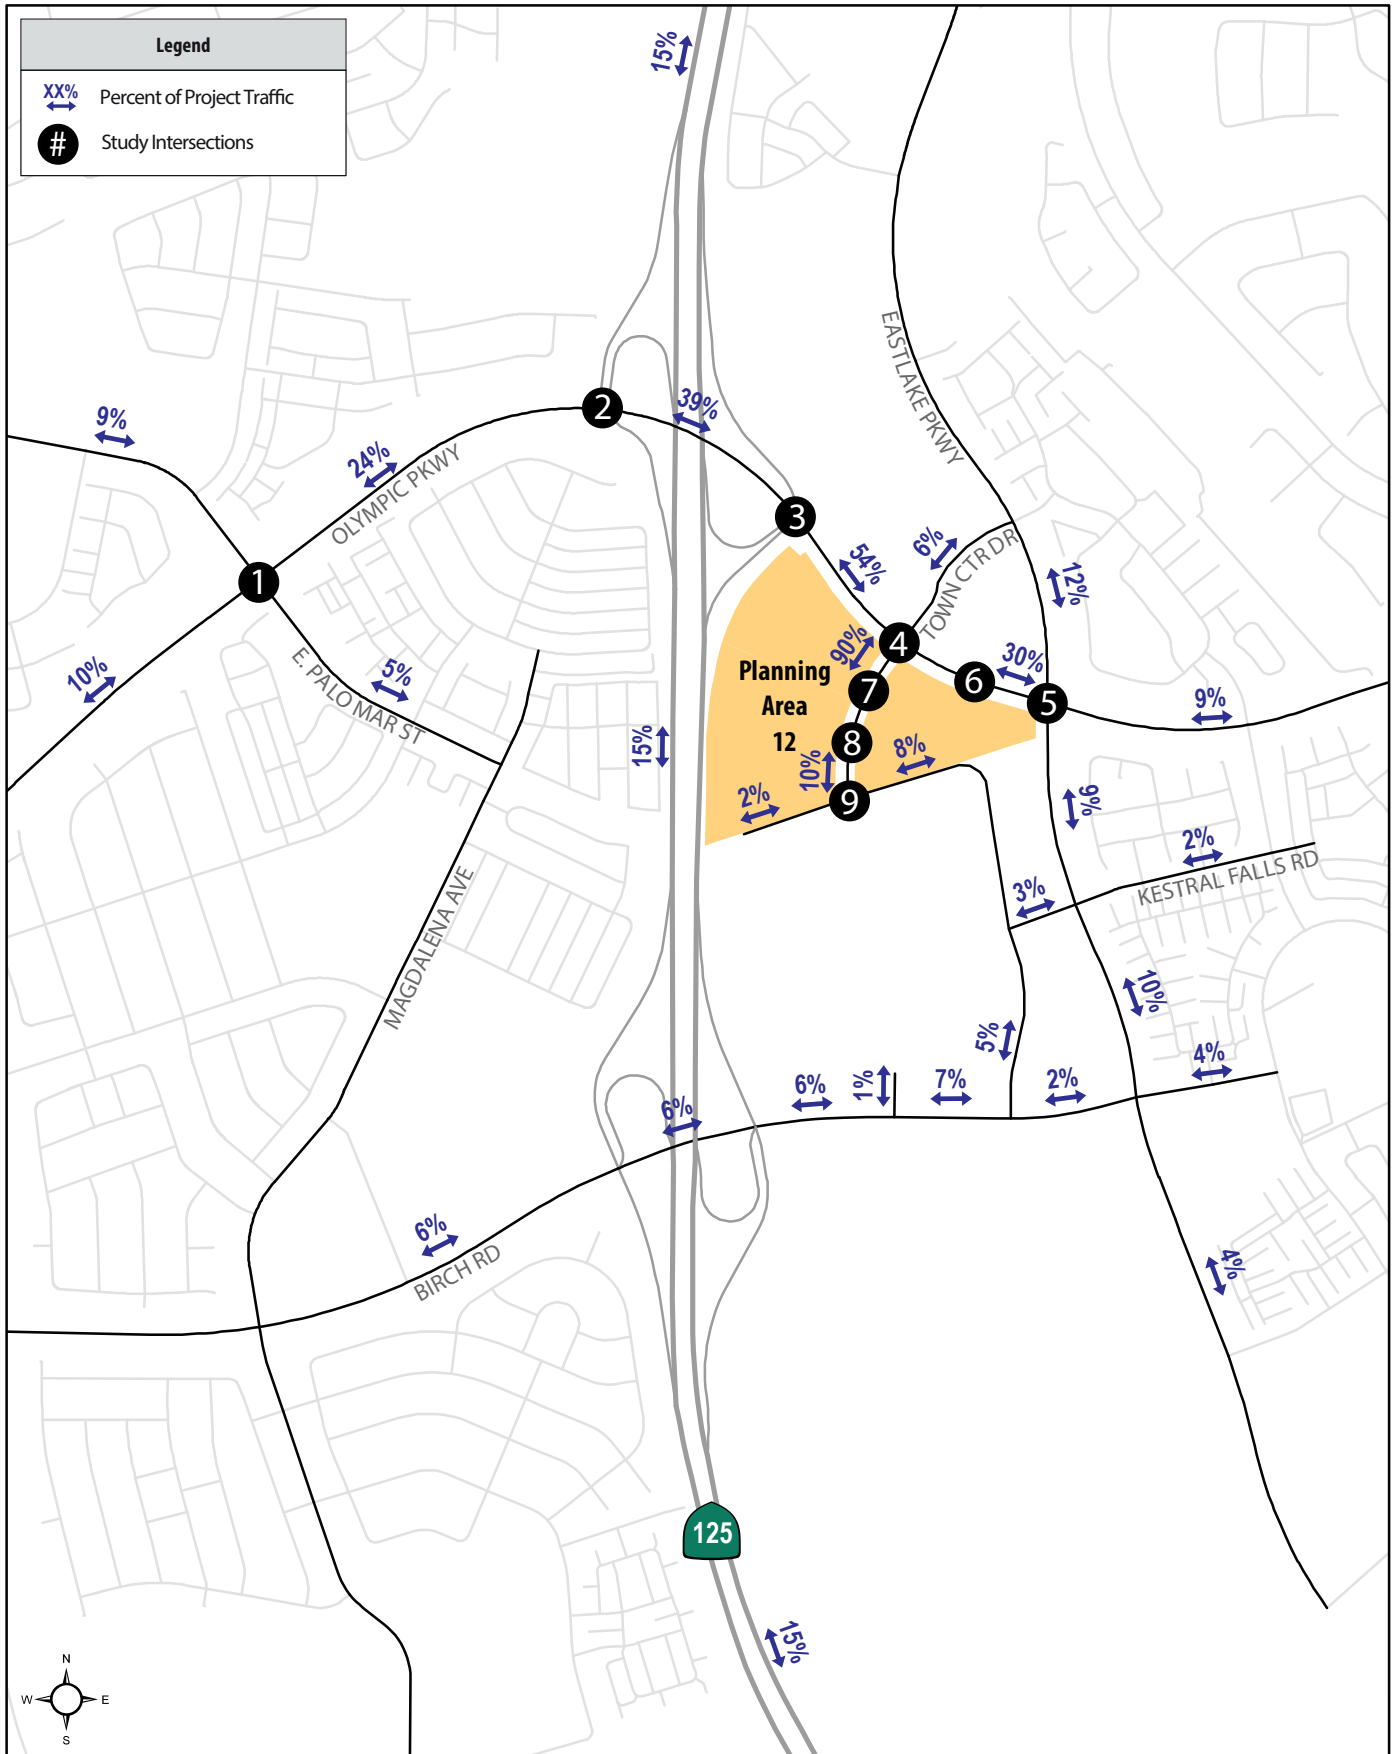 Legend
XX%
Percent of Project Traffic
#
Study Intersections
15%
EASTLAKE PKWY
2
39%
9%
24%
OLYMPIC PKWY
3
54%
6%
TOWN CTR DR
12%
1
10%
E. PALOMAR ST
5%
4
90%
30%
6
7
5
9%
Planning
Area
12
15%
8
8%
10%
2%
9
9%
2%
KESTRAL FALLS RD
3%
MAGDALENA AVE
10%
5%
4%
6%
1%
7%
2%
6%
6%
BIRCH RD
4%
125
15%
N
W
E
S